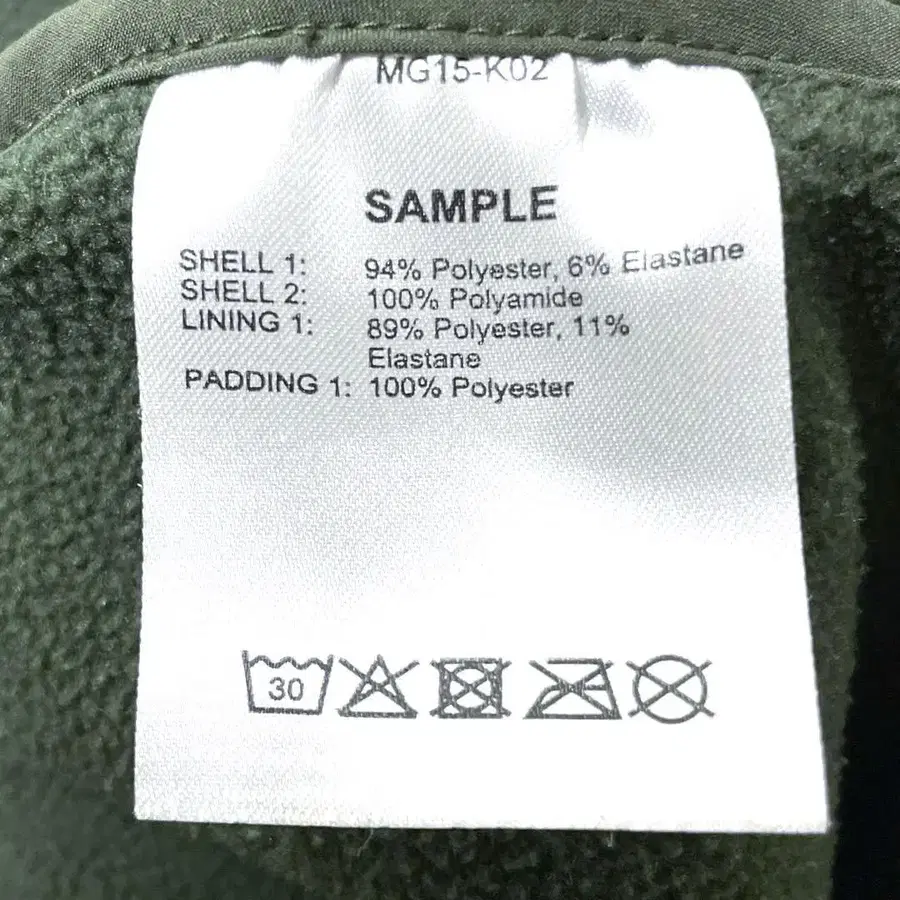 MG15-K02
SAMPLE
SHELL 1: 94% Polyester, 6% Elastane
SHELL 2: 100% Polyamide
LINING 1: 89% Polyester, 11%
Elastane
PADDING 1: 100% Polyester
30